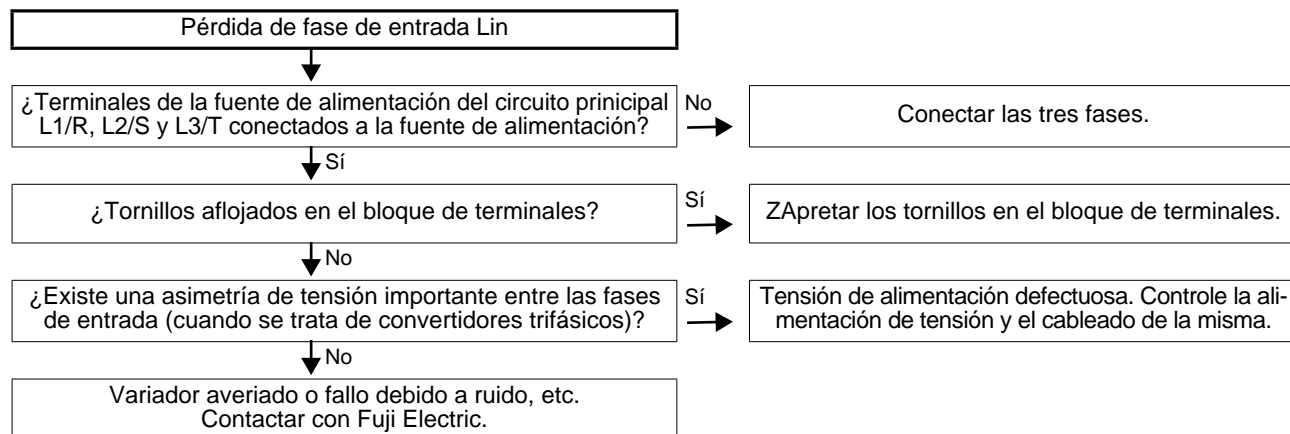 Pérdida de fase de entrada Lin
¿Terminales de la fuente de alimentación del circuito prinicipal
L1/R, L2/S y L3/T conectados a la fuente de alimentación?
No
Conectar las tres fases.
Sí
¿Tornillos aflojados en el bloque de terminales?
Sí
ZApretar los tornillos en el bloque de terminales.
No
¿Existe una asimetría de tensión importante entre las fases
de entrada (cuando se trata de convertidores trifásicos)?
Sí
Tensión de alimentación defectuosa. Controle la ali-
mentación de tensión y el cableado de la misma.
No
Variador averiado o fallo debido a ruido, etc.
Contactar con Fuji Electric.